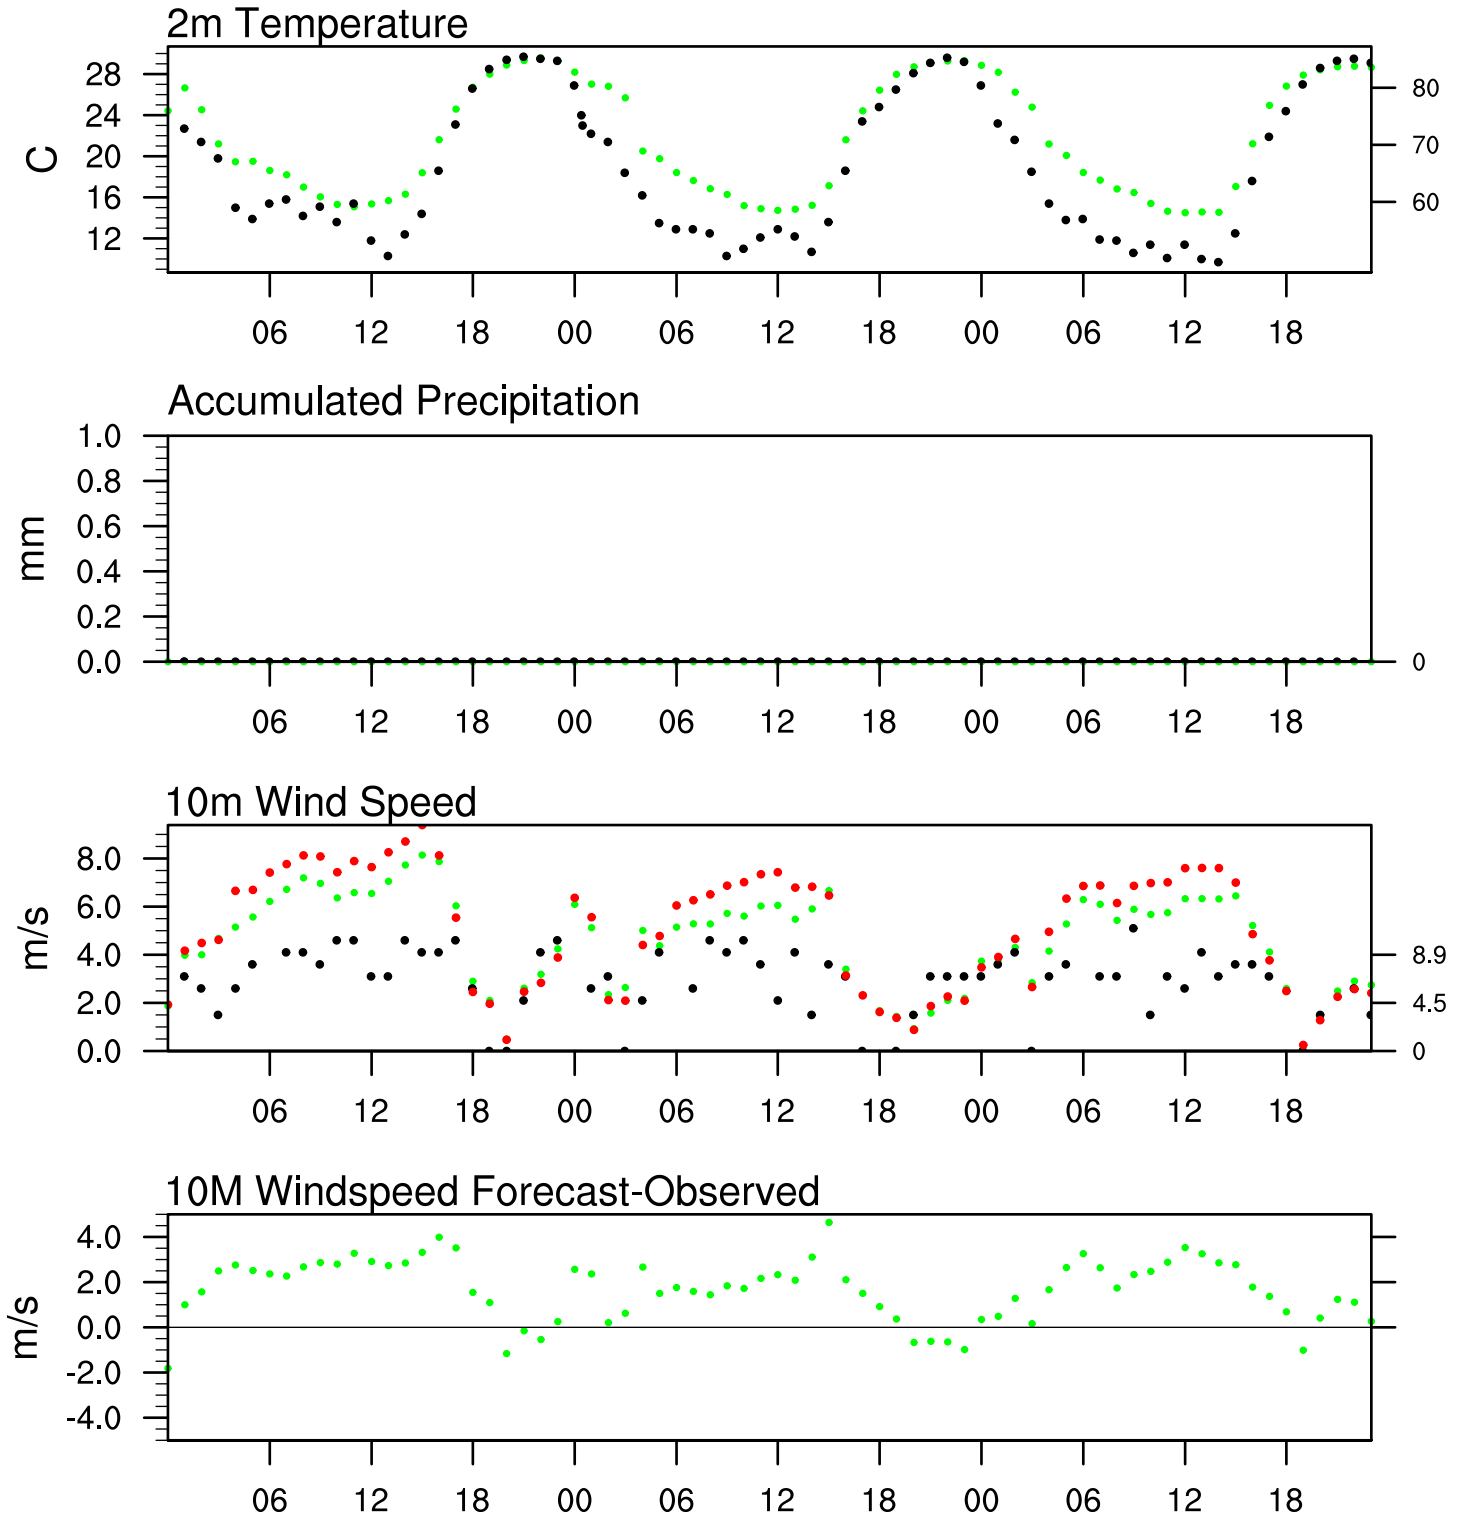 2m Temperature
28
24
20
16
12
C
80
70
60
06 12 18 00 06 12 18 00 06 12 18
Accumulated Precipitation
1.0
0.8
0.6
0.4
0.2
0.0
mm
0
06 12 18 00 06 12 18 00 06 12 18
10m Wind Speed
8.0
6.0
4.0
2.0
0.0
m/s
8.9
4.5
0
06 12 18 00 06 12 18 00 06 12 18
10M Windspeed Forecast-Observed
4.0
2.0
0.0
-2.0
-4.0
m/s
06 12 18 00 06 12 18 00 06 12 18